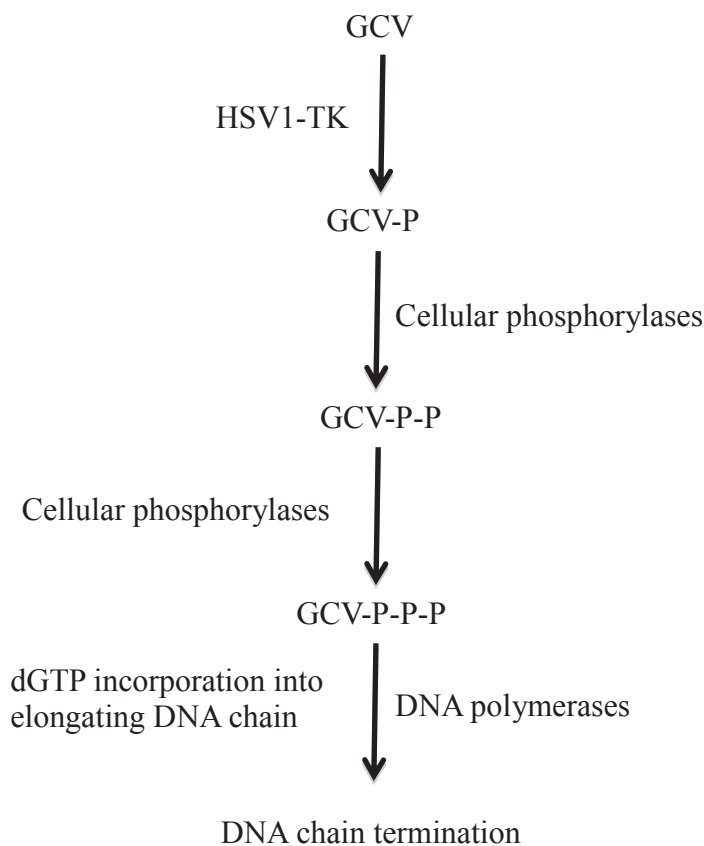 GCV
HSV1-TK
GCV-P
Cellular phosphorylases
GCV-P-P
Cellular phosphorylases
GCV-P-P-P
dGTP incorporation into
elongating DNA chain
DNA polymerases
DNA chain termination